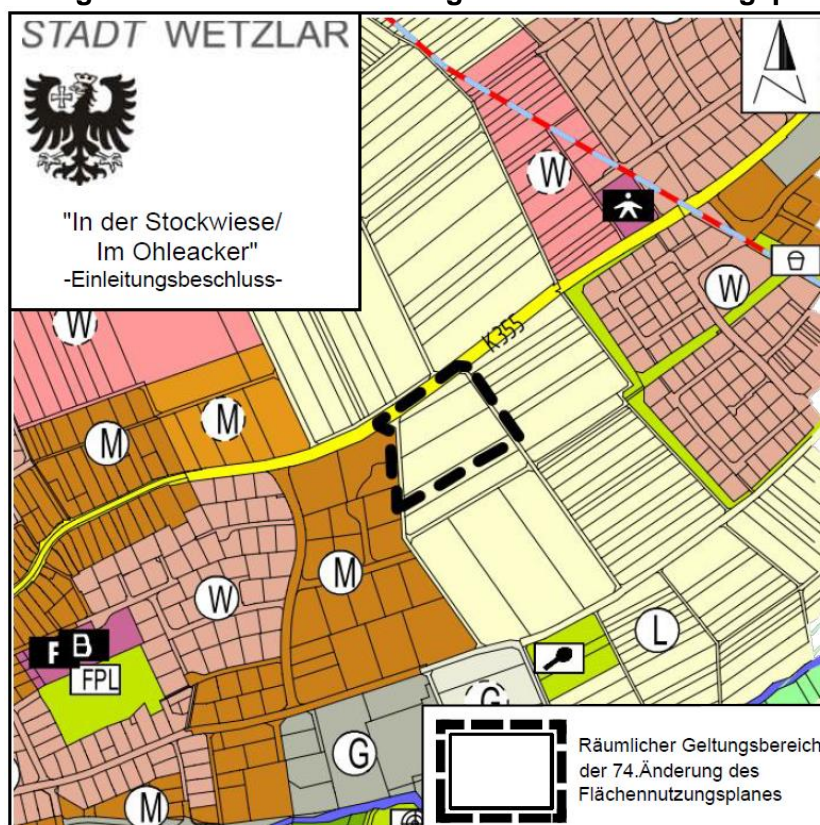 STADT WETZLAR
"In der Stockwiese/
Im Ohleacker"
-Einleitungsbeschluss-
W
W
W
K355
M
M
M
W
L
F B
FPL
G
G
M
Räumlicher Geltungsbereich
der 74.Änderung des
Flächennutzungsplanes